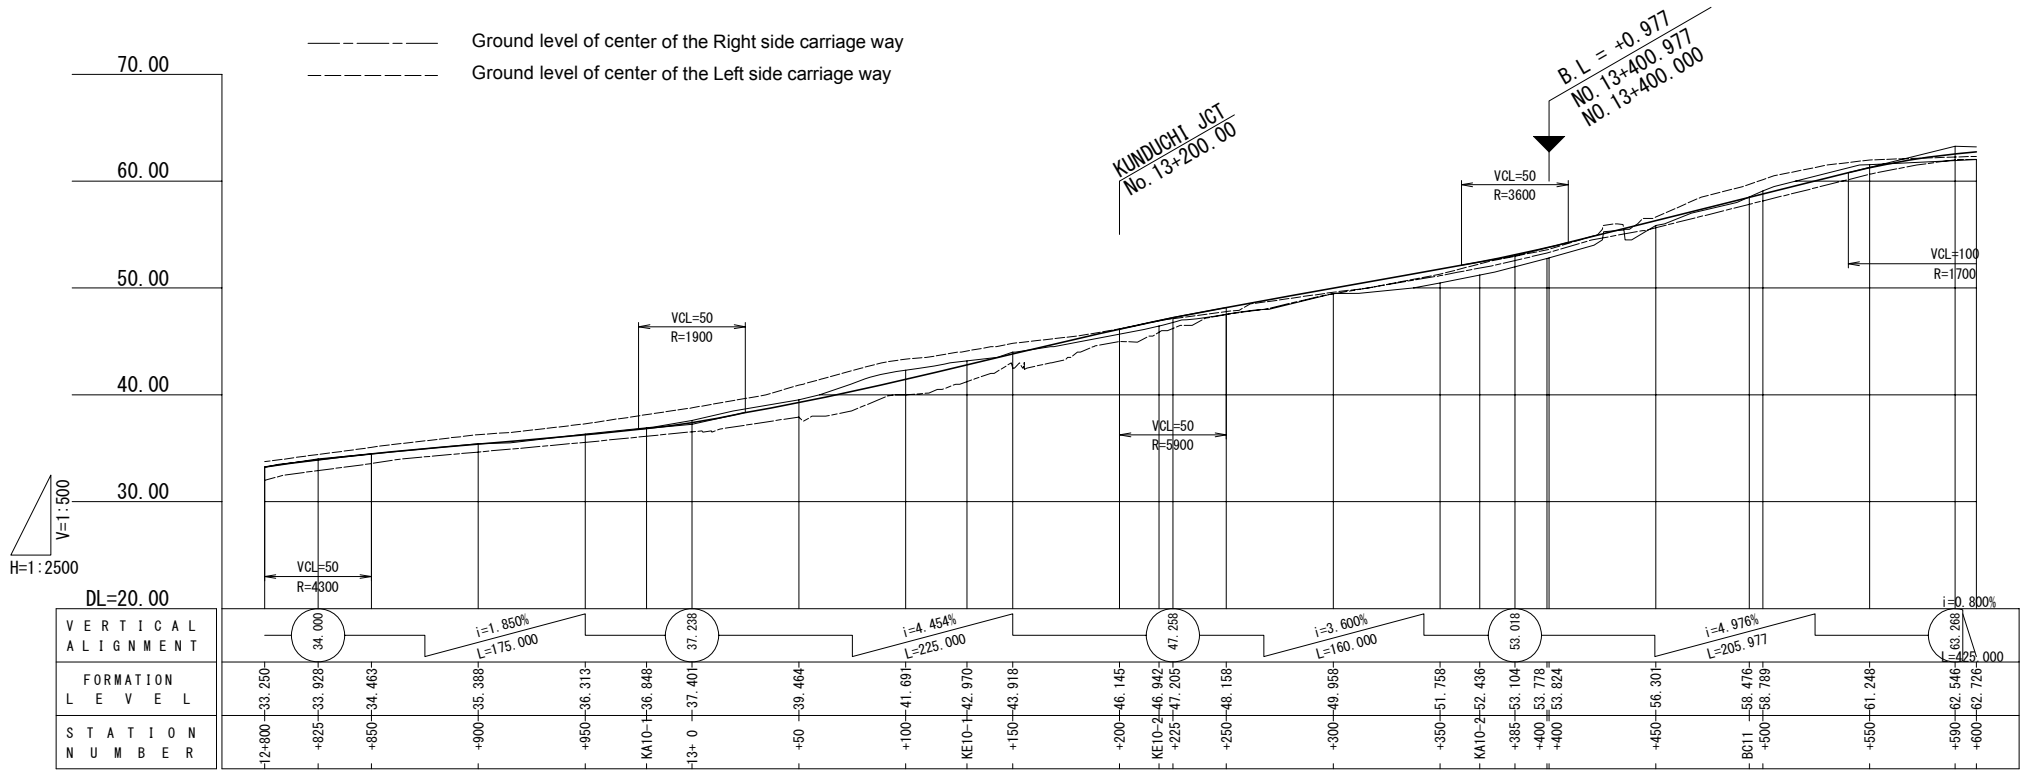 Ground level of center of the Right side carriage way
Ground level of center of the Left side carriage way
B.L = +0.977
NO. 13+400.977
NO. 13+400.000
KUNDUCHI JCT
No. 13+200.00
70.00
60.00
50.00
40.00
30.00
DL=20.00
V=1:500
H=1:2500
VCL=50
R=4300
VCL=50
R=1900
VCL=50
R=5900
VCL=50
R=3600
VCL=100
R=1700
VERTICAL
ALIGNMENT
34.000
i=1.850%
L=175.000
37.238
i=4.454%
L=225.000
47.258
i=3.600%
L=160.000
53.018
i=4.976%
L=205.977
63.268
i=0.800%
L=425.000
FORMATION
LEVEL
33.250
33.928
34.463
35.388
36.313
36.848
37.401
39.464
41.691
42.970
43.918
46.145
46.942
47.205
48.158
49.958
51.758
52.436
53.104
53.778
53.824
56.301
58.476
58.789
61.248
62.546
62.726
STATION
NUMBER
12+800
+825
+850
+900
+950
KA10-1
13+ 0
+50
+100
KE10-1
+150
+200
KE10-2
+225
+250
+300
+350
KA10-2
+385
+400
+400
+450
BC11
+500
+550
+590
+600